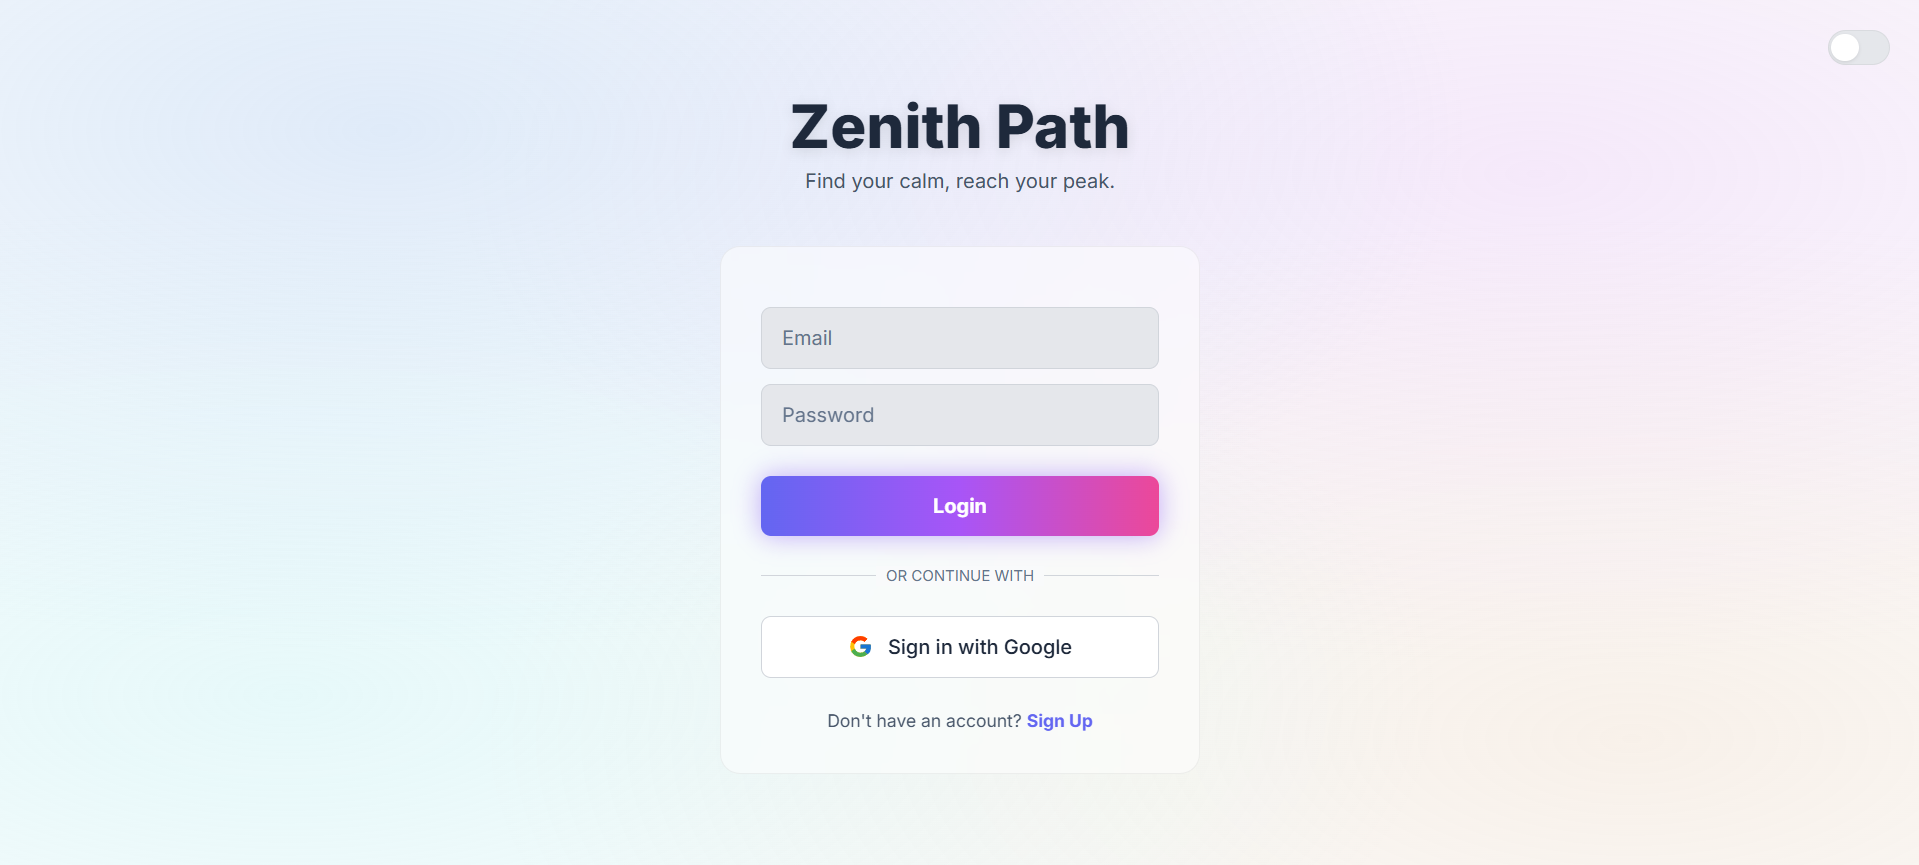 Zenith Path
Find your calm, reach your peak.
Email
Password
Login
OR CONTINUE WITH
Sign in with Google
Don't have an account? Sign Up